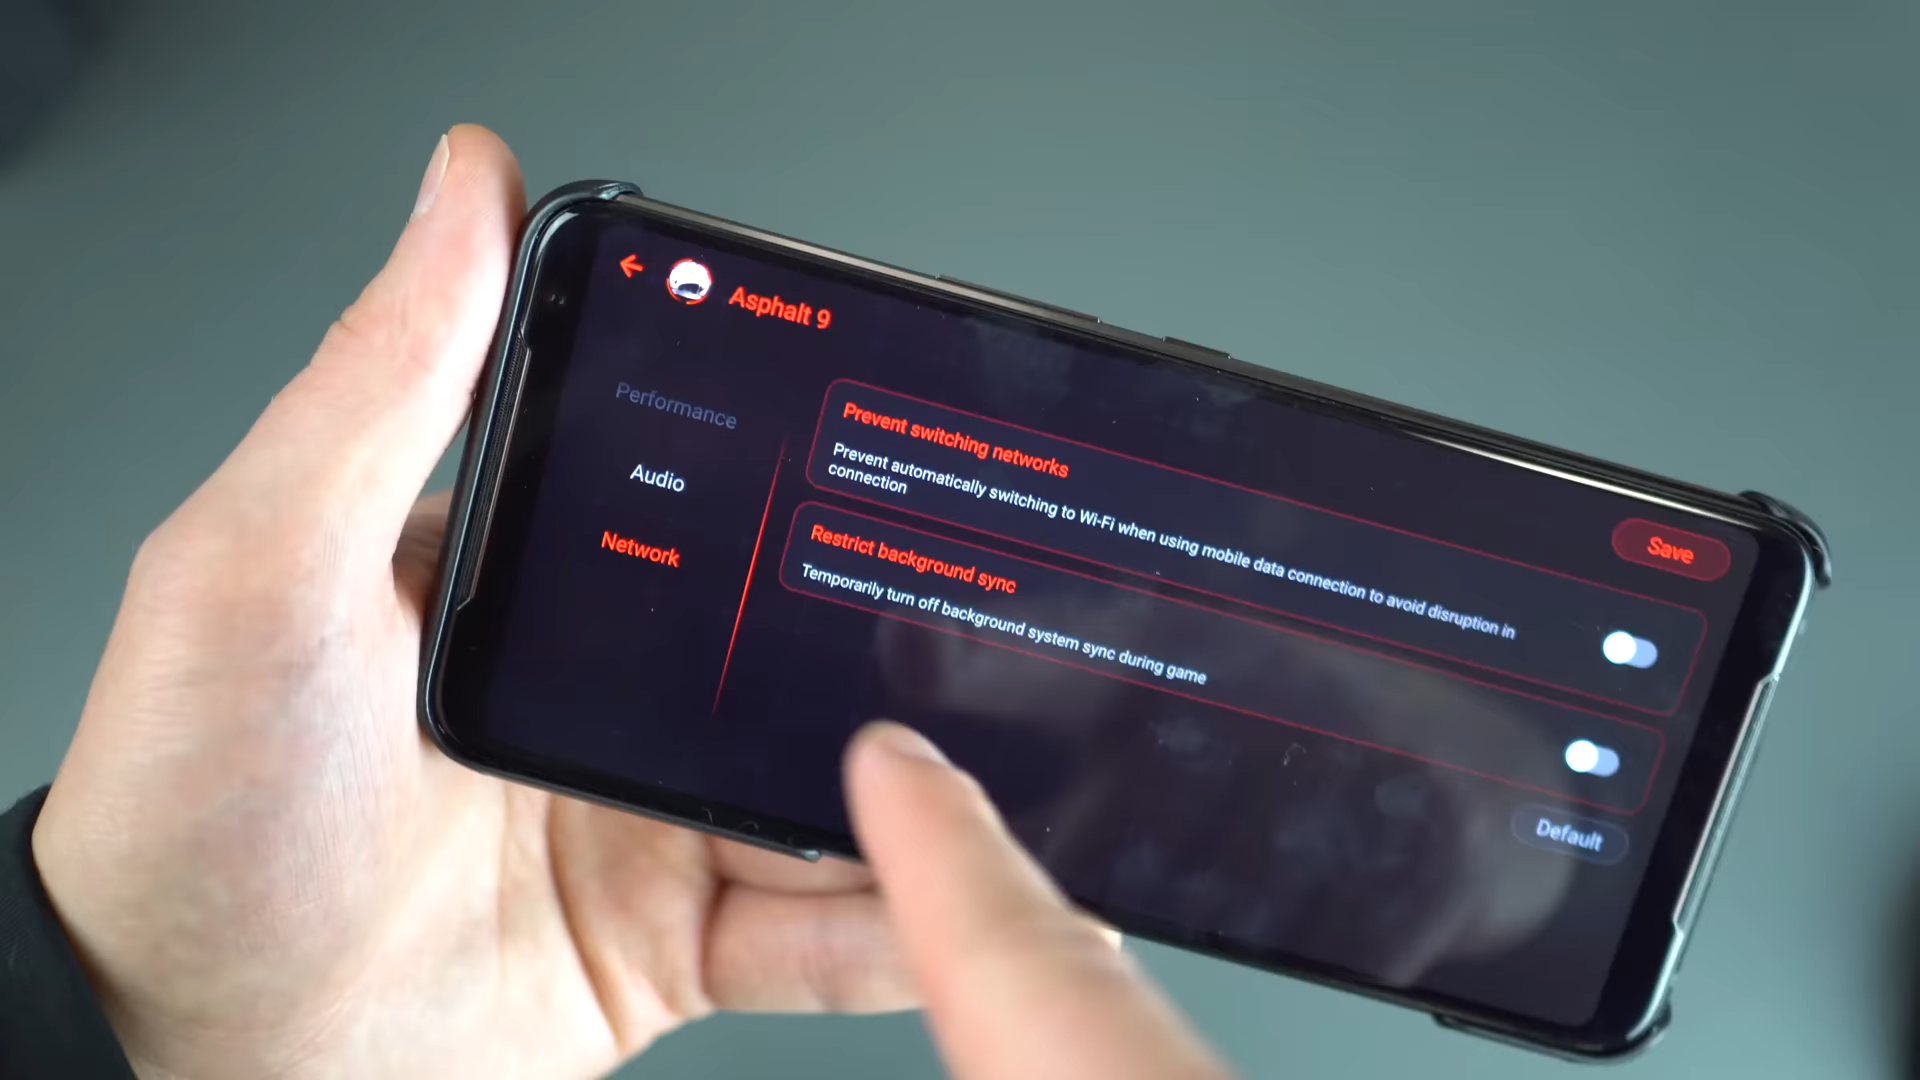 Asphalt 9
Performance
Audio
Network
Prevent switching networks
Prevent automatically switching to Wi-Fi when using mobile data connection to avoid disruption in
connection
Restrict background sync
Temporarily turn off background system sync during game
Save
Default